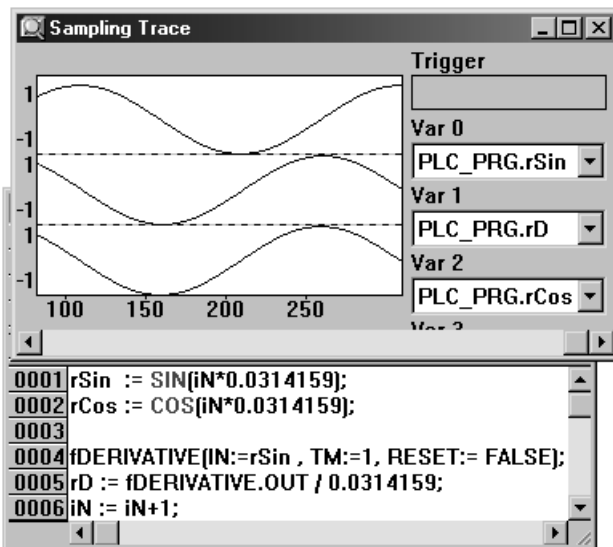 Sampling Trace
Trigger
1
-1
Var 0
PLC_PRG.rSin
1
-1
Var 1
PLC_PRG.rD
1
-1
Var 2
PLC_PRG.rCos
100 150 200 250
Var 3
0001 rSin := SIN(iN*0.0314159);
0002 rCos := COS(iN*0.0314159);
0003
0004 fDERIVATIVE(IN:=rSin , TM:=1, RESET:= FALSE);
0005 rD := fDERIVATIVE.OUT / 0.0314159;
0006 iN := iN+1;